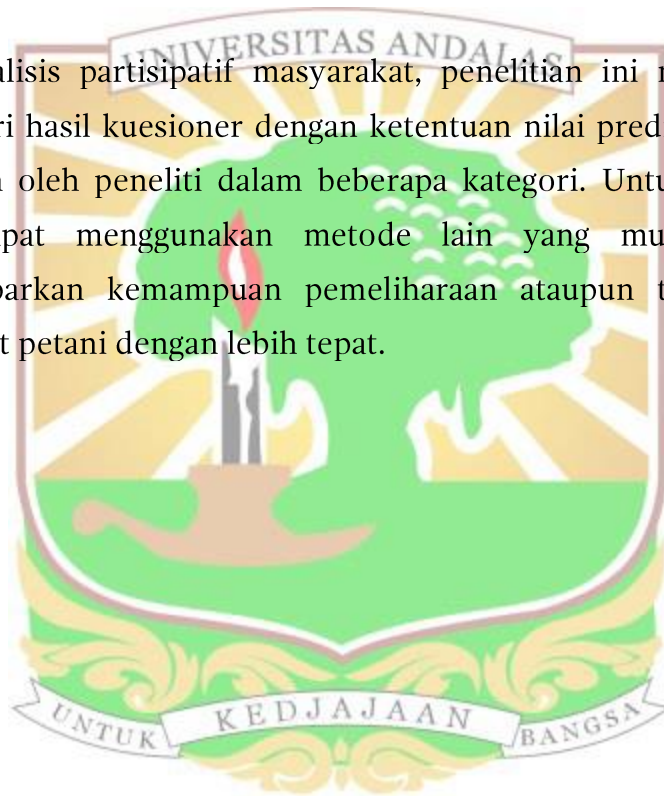 UNIVERSITAS ANDALAS
alisis partisipatif masyarakat, penelitian ini
ri hasil kuesioner dengan ketentuan nilai pred
oleh peneliti dalam beberapa kategori. Untu
pat menggunakan metode lain yang mu
parkan kemampuan pemeliharaan ataupun t
t petani dengan lebih tepat.
UNTUK KEDJAJAAN BANGSA